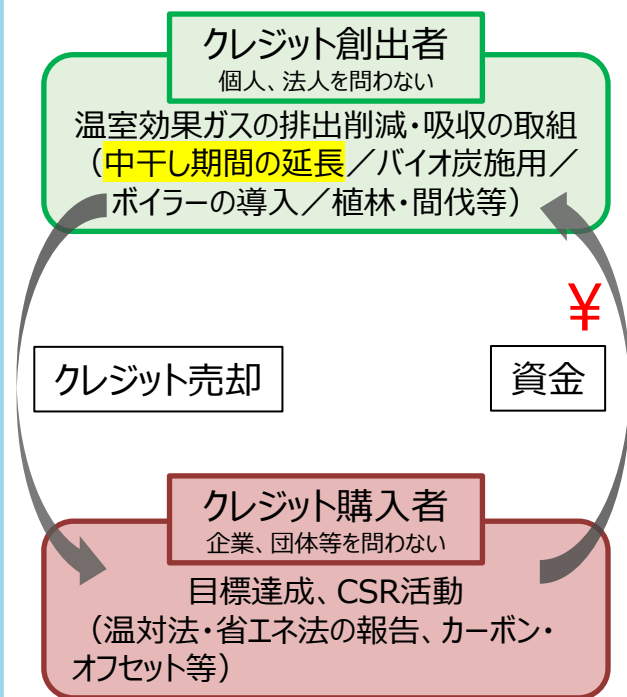 クレジット創出者
個人、法人を問わない
温室効果ガスの排出削減・吸収の取組
（中干し期間の延長／バイオ炭施用／
ボイラーの導入／植林・間伐等）
¥
クレジット売却
資金
クレジット購入者
企業、団体等を問わない
目標達成、CSR活動
（温対法・省エネ法の報告、カーボン・
オフセット等）